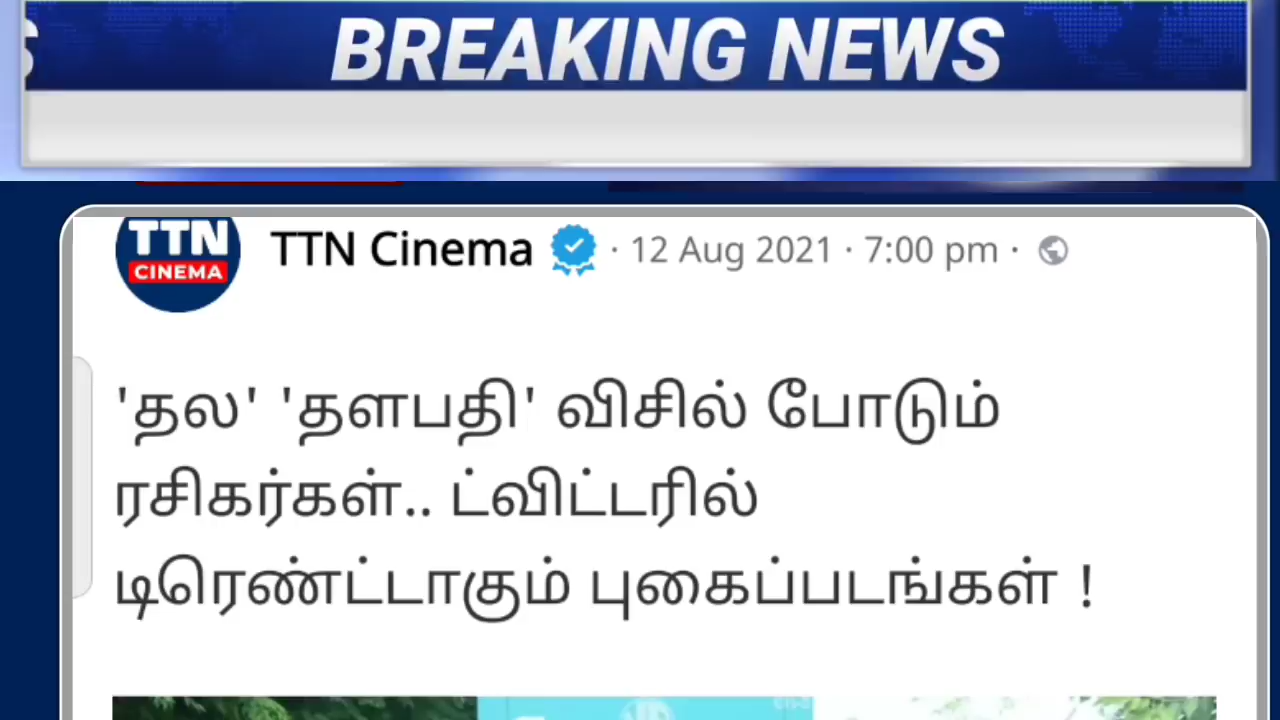 BREAKING NEWS
TTN
CINEMA
TTN Cinema · 12 Aug 2021 · 7:00 pm ·
'தல' 'தளபதி' விசில் போடும்
ரசிகர்கள்.. ட்விட்டரில்
டிரெண்ட்டாகும் புகைப்படங்கள் !